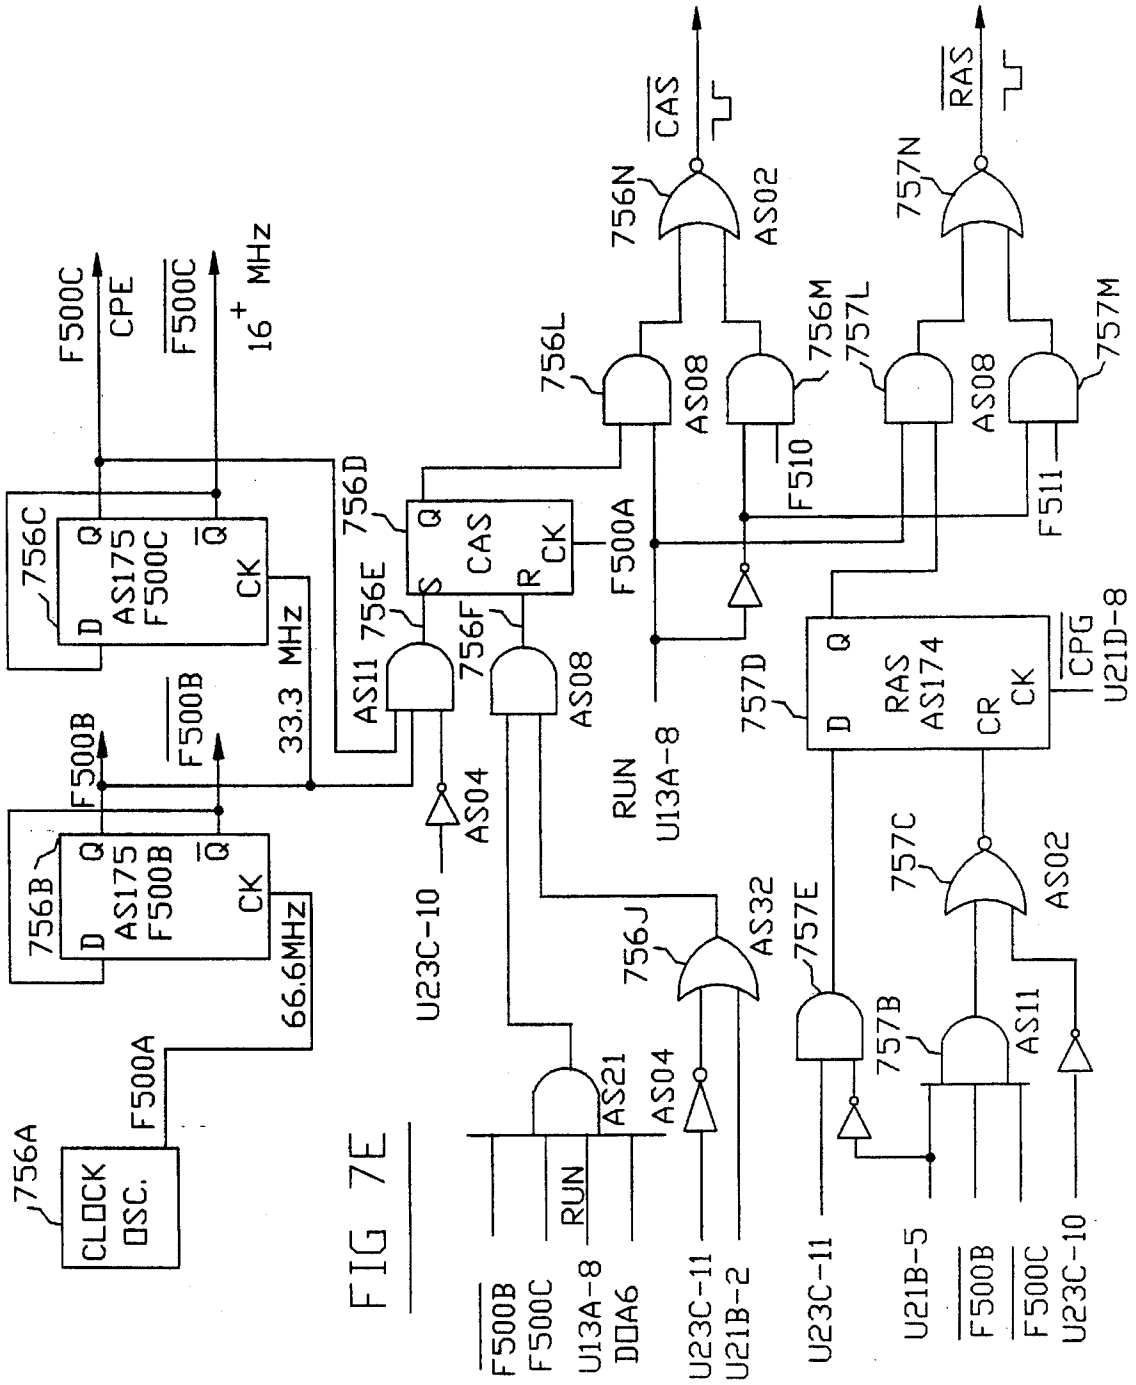 756A
CLOCK
OSC.
F500A
66.6MHz
756B
D
Q
AS175
F500B
Q
CK
F500B
F500B
33.3 MHz
756C
D
Q
AS175
F500C
Q
CK
F500C
CPE
F500C
16+ MHz
FIG 7E
F500B
F500C
RUN
U13A-8
DOA6
AS21
U23C-11
U21B-2
AS04
756J
AS32
U23C-10
AS04
AS11
756E
756F
AS08
756D
S
Q
CAS
R
CK
F500A
RUN
U13A-8
756L
AS08
F510
756M
756N
AS02
CAS
U23C-11
757E
U21B-5
F500B
F500C
U23C-10
757B
AS11
757C
AS02
757D
D
Q
RAS
AS174
CR
CK
CPG
U21D-8
757L
AS08
F511
757M
757N
RAS